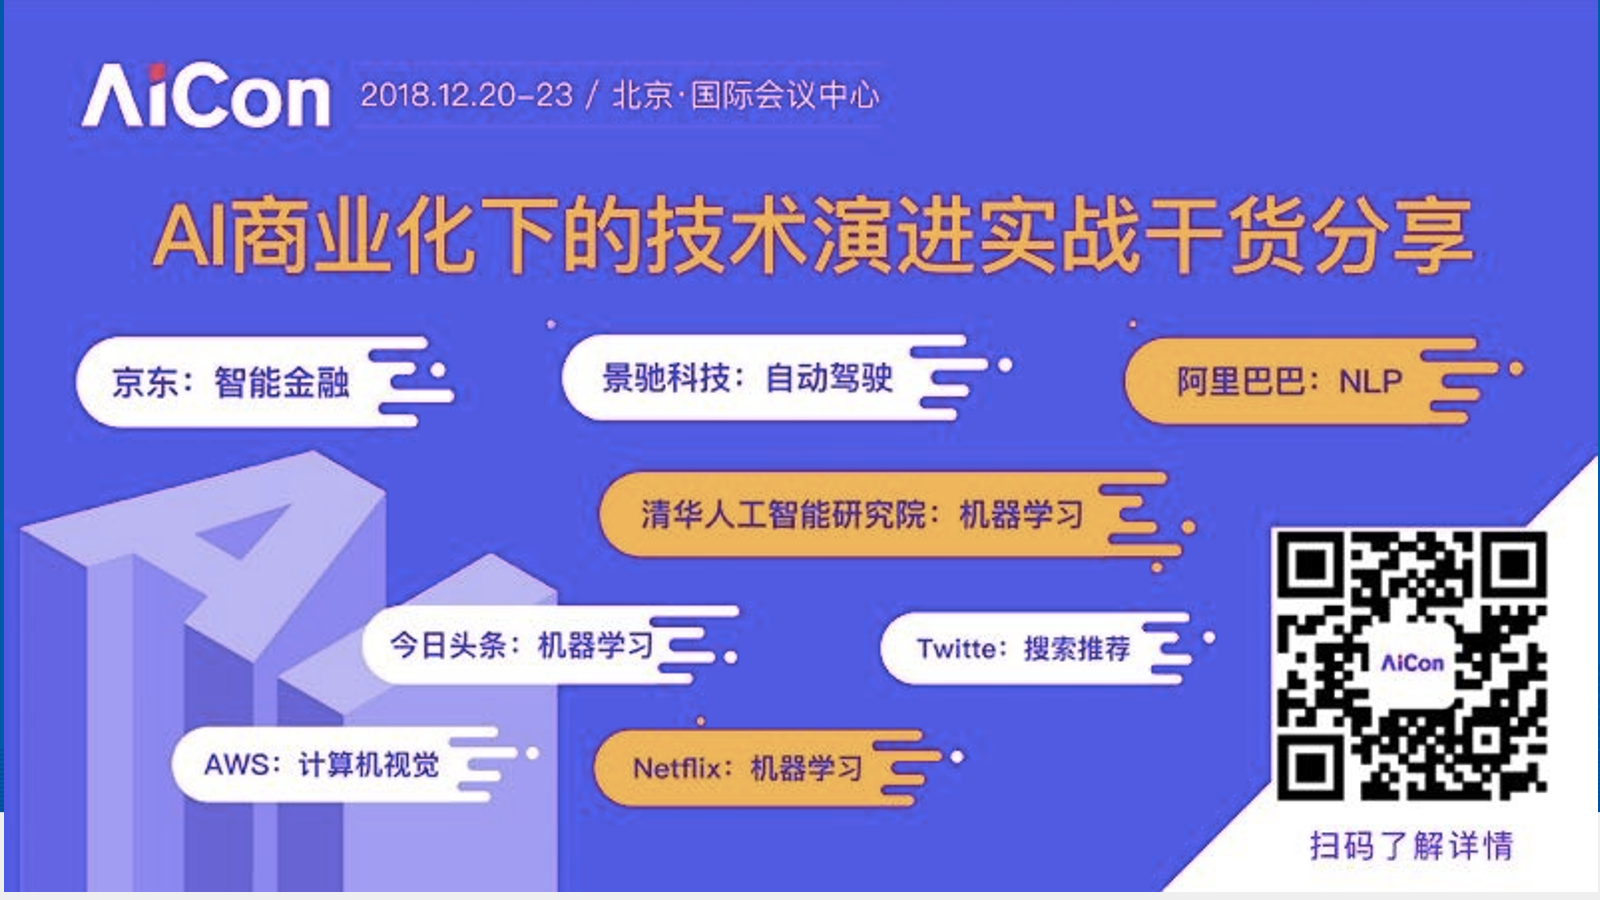 AiCon
2018.12.20-23 / 北京·国际会议中心
AI商业化下的技术演进实战干货分享
京东：智能金融
景驰科技：自动驾驶
阿里巴巴：NLP
清华人工智能研究院：机器学习
今日头条：机器学习
Twitte：搜索推荐
AWS：计算机视觉
Netflix：机器学习
AiCon
扫码了解详情